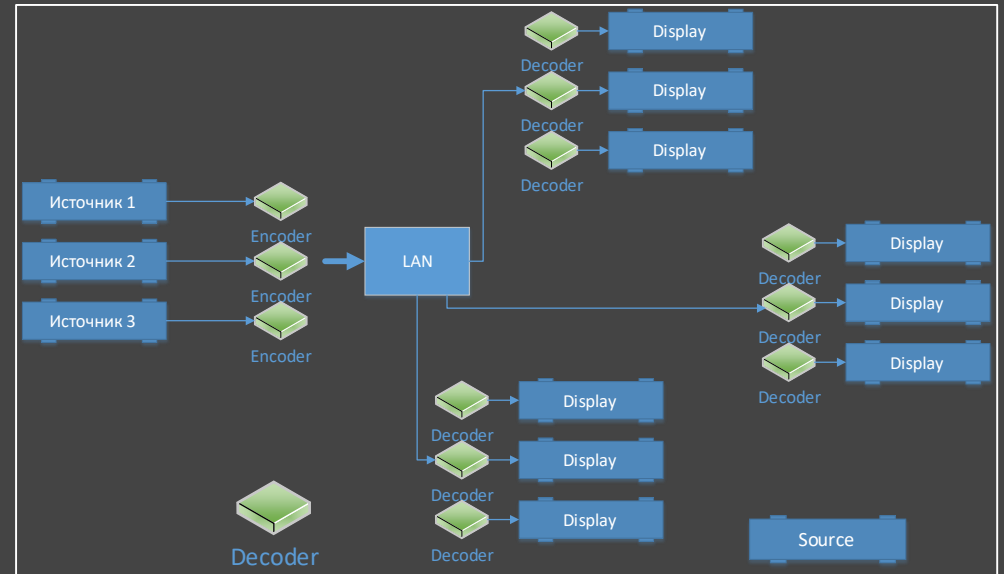 Display
Decoder
Display
Decoder
Display
Decoder
Источник 1
Encoder
Источник 2
Encoder
Источник 3
Encoder
LAN
Display
Decoder
Display
Decoder
Display
Decoder
Display
Decoder
Display
Decoder
Display
Decoder
Decoder
Source